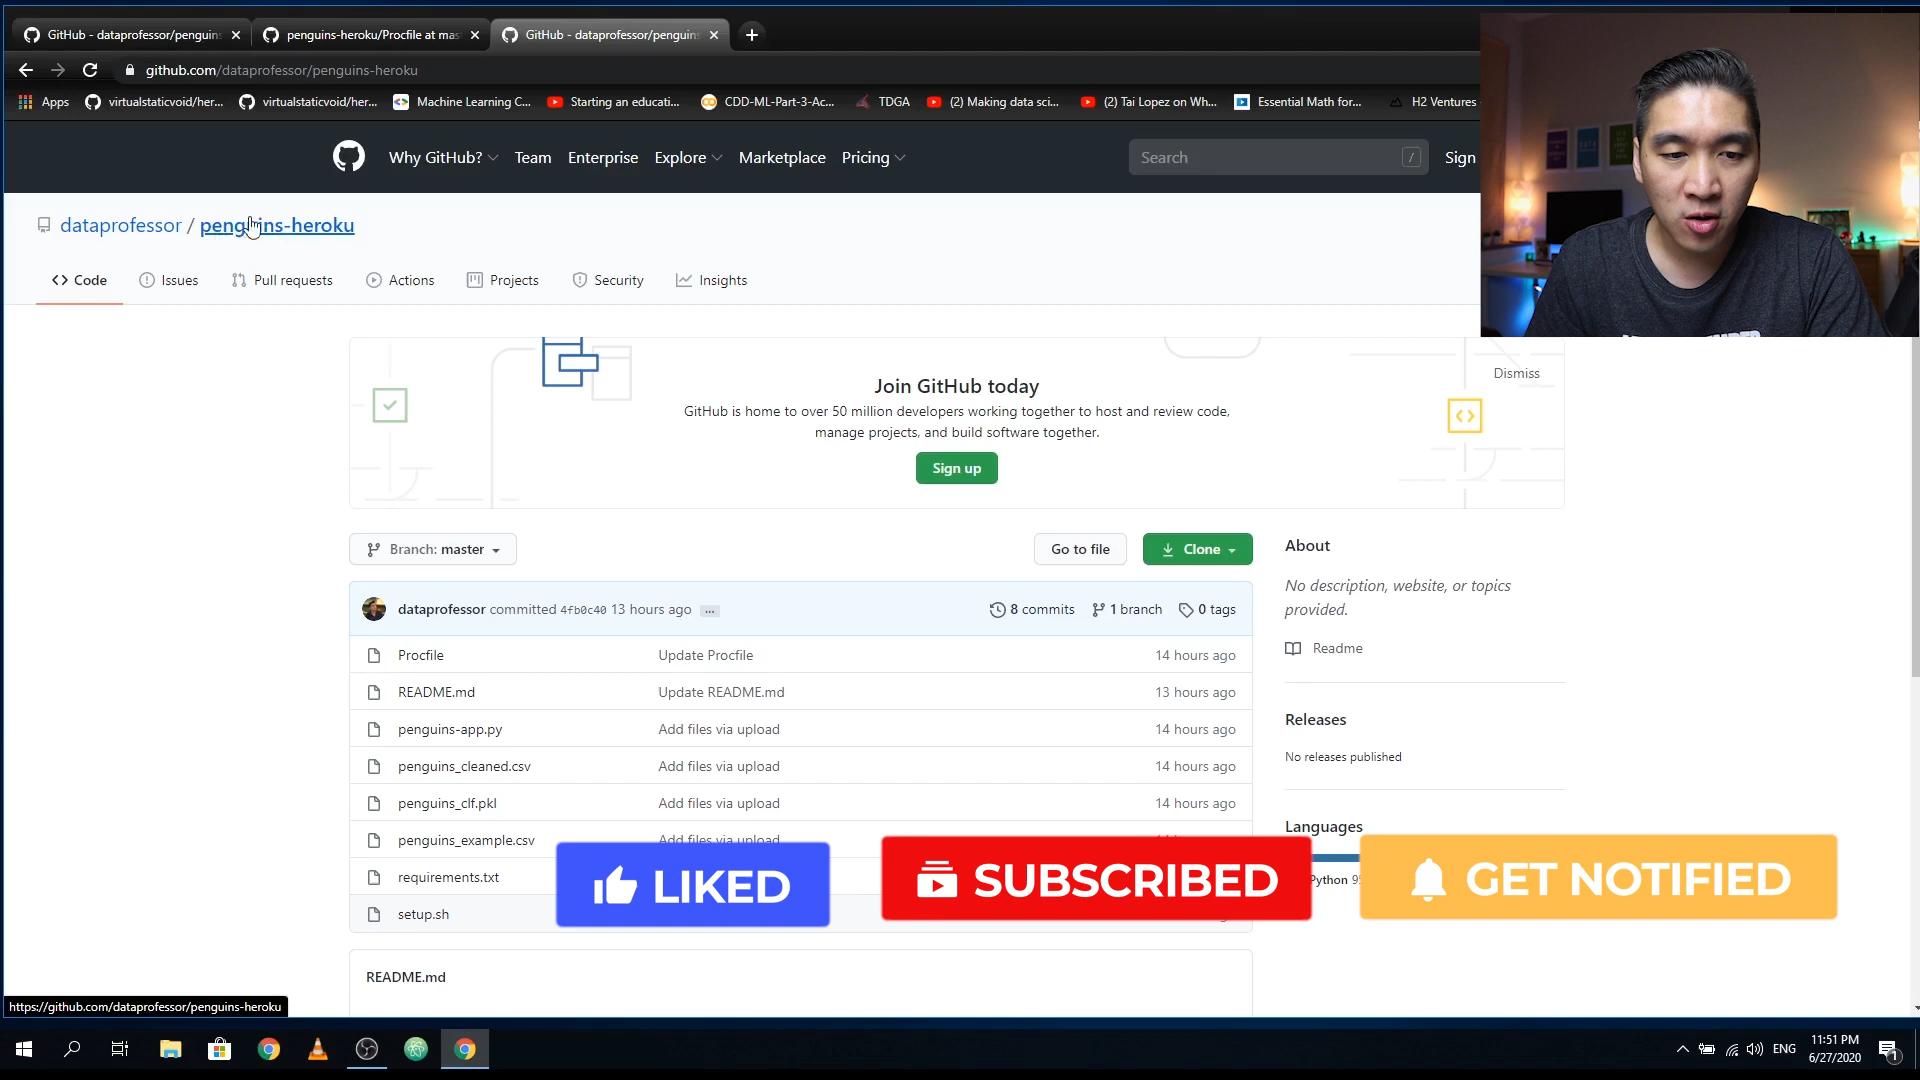 GitHub - dataprofessor/penguins
penguins-heroku/Procfile at mas
GitHub - dataprofessor/penguins
github.com/dataprofessor/penguins-heroku
Apps
virtualstaticvoid/her...
virtualstaticvoid/her...
Machine Learning C...
Starting an educati...
CDD-ML-Part-3-Ac...
TDGA
(2) Making data sci...
(2) Tai Lopez on Wh...
Essential Math for...
H2 Ventures
Why GitHub?
Team
Enterprise
Explore
Marketplace
Pricing
Search
/
Sign
dataprofessor / penguins-heroku
Code
Issues
Pull requests
Actions
Projects
Security
Insights
Join GitHub today
Dismiss
GitHub is home to over 50 million developers working together to host and review code,
manage projects, and build software together.
Sign up
Branch: master
Go to file
Clone
About
No description, website, or topics
provided.
Readme
dataprofessor committed 4fb0c40 13 hours ago ...
8 commits
1 branch
0 tags
Procfile
Update Procfile
14 hours ago
README.md
Update README.md
13 hours ago
penguins-app.py
Add files via upload
14 hours ago
penguins_cleaned.csv
Add files via upload
14 hours ago
penguins_clf.pkl
Add files via upload
14 hours ago
penguins_example.csv
Add files via upload
requirements.txt
setup.sh
Releases
No releases published
Languages
Python
LIKED
SUBSCRIBED
GET NOTIFIED
README.md
https://github.com/dataprofessor/penguins-heroku
ENG
11:51 PM
6/27/2020
1